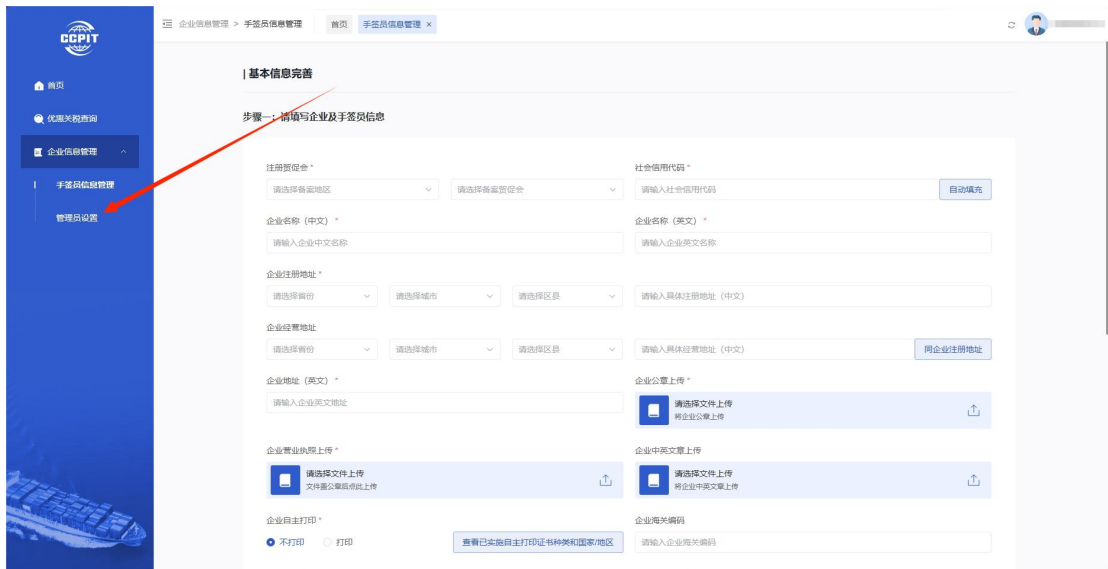 CCPIT
企业信息管理 > 手签员信息管理
首页
手签员信息管理 ×
首页
优惠关税查询
企业信息管理
手签员信息管理
管理员设置
基本信息完善
步骤一：请填写企业及手签员信息
注册贸促会 *
社会信用代码 *
请选择备案地区
请选择备案贸促会
请输入社会信用代码
自动填充
企业名称（中文） *
企业名称（英文） *
请输入企业中文名称
请输入企业英文名称
企业注册地址 *
请选择省份
请选择城市
请选择区县
请输入具体注册地址（中文）
企业经营地址
请选择省份
请选择城市
请选择区县
请输入具体经营地址（中文）
同企业注册地址
企业地址（英文） *
企业公章上传 *
请输入企业英文地址
请选择文件上传
将企业公章上传
企业营业执照上传 *
企业中英文章上传
请选择文件上传
文件盖公章后点此上传
请选择文件上传
将企业中英文章上传
企业自主打印 *
企业海关编码
不打印
打印
查看已实施自主打印证书种类和国家/地区
请输入企业海关编码